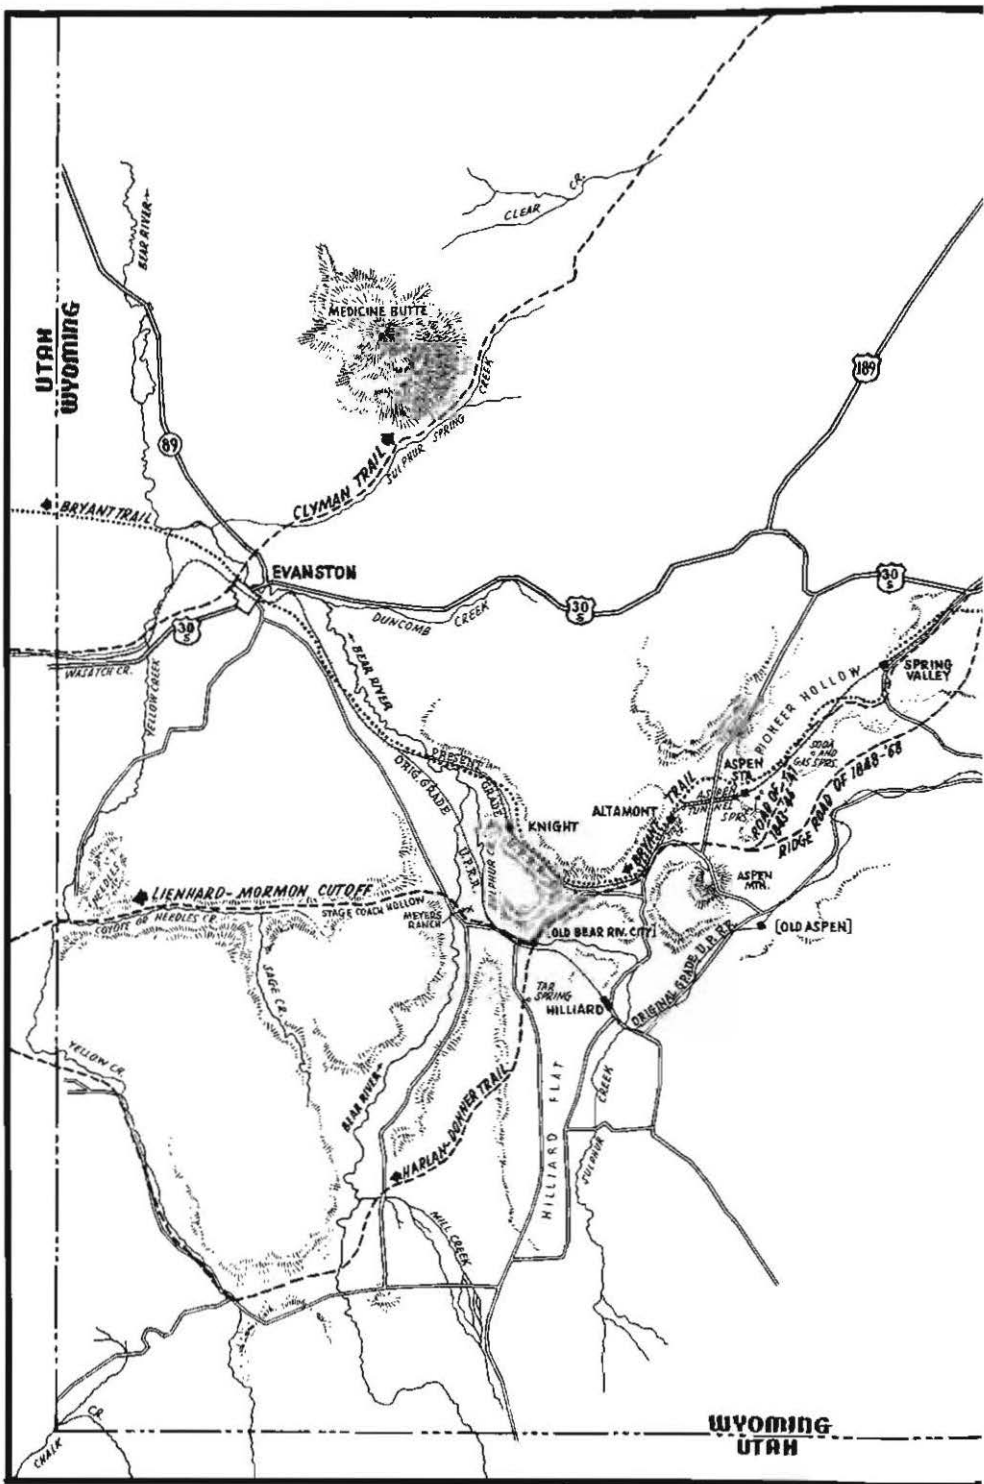 CLEAR
CR.
BEAR RIVER
MEDICINE BUTTE
UTAH
WYOMING
189
CREEK
SPRING
SULPHUR
89
CLYMAN TRAIL
BRYANT TRAIL
EVANSTON
30
S
30
S
30
S
DUNCOMB CREEK
WASATCH CR.
YELLOW CREEK
BEAR RIVER
SPRING
VALLEY
PIONEER HOLLOW
SODA
AND
GAS SPRS.
ASPEN
STA.
PRESENT GRADE
ORIG. GRADE
U.P.R.R.
ALTAMONT
ASPEN
TUNNEL
SPRS.
ROAD OF
RIDGE ROAD OF 1848-68
KNIGHT
BRYANT
TRAIL
SULPHUR
ASPEN
MTN.
NEEDLES
LIENHARD-MORMON CUTOFF
STAGE COACH HOLLOW
COYOTE OR NEEDLES CR.
MEYERS
RANCH
[OLD BEAR RIV. CITY]
[OLD ASPEN]
SAGE CR.
TAR
SPRING
HILLIARD
ORIGINAL GRADE U.P.R.R.
YELLOW CR.
BEAR RIVER
HARLAN-DONNER TRAIL
HILLIARD FLAT
SULPHUR CREEK
MILL CREEK
CHALK CR.
WYOMING
UTAH